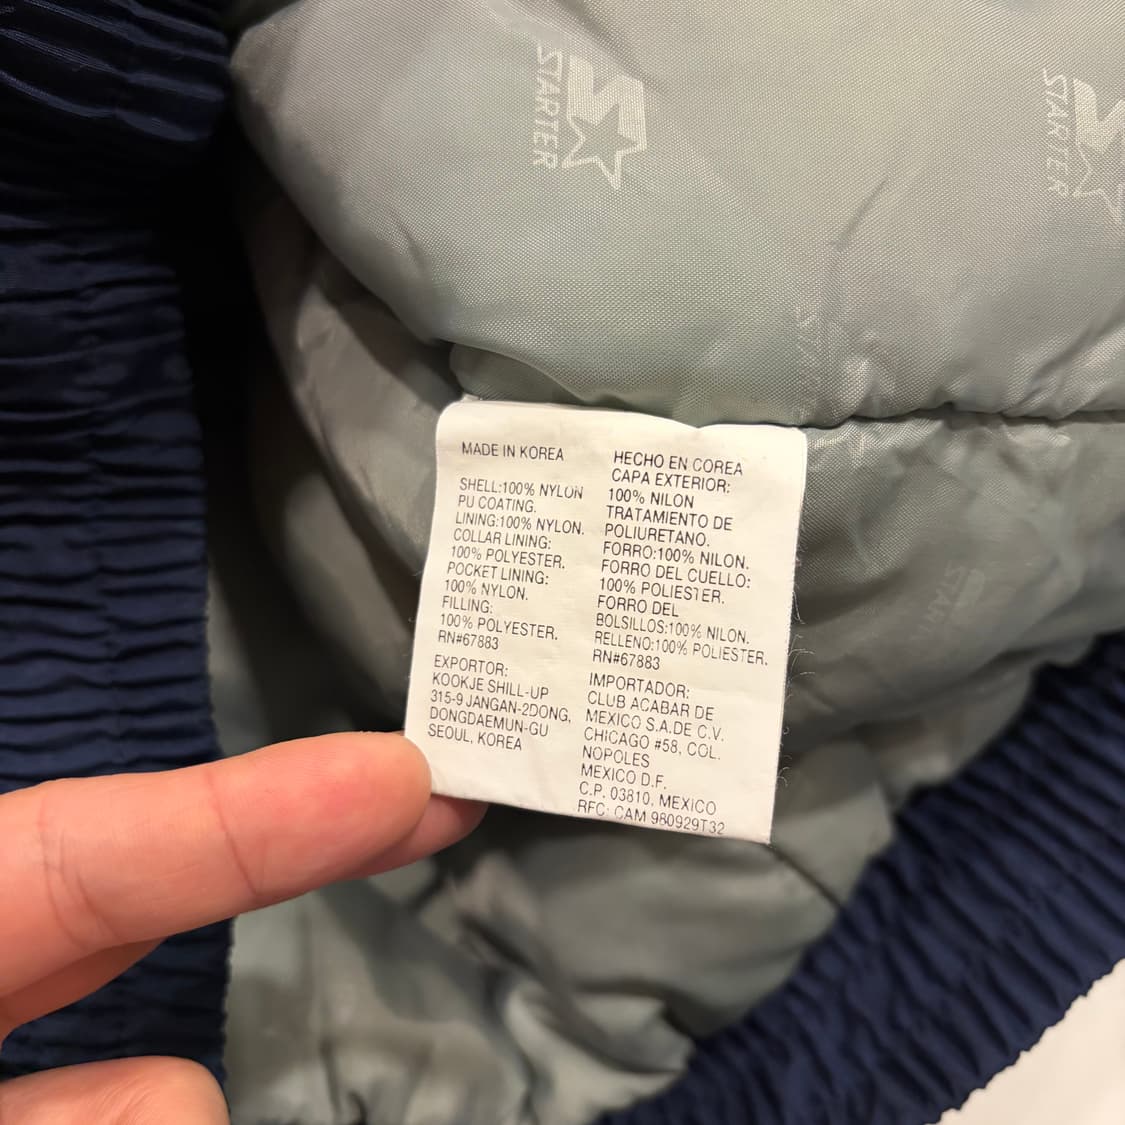 STARTER
STARTER
MADE IN KOREA
SHELL:100% NYLON
PU COATING.
LINING:100% NYLON.
COLLAR LINING:
100% POLYESTER.
POCKET LINING:
100% NYLON.
FILLING:
100% POLYESTER.
RN#67883
EXPORTOR:
KOOKJE SHILL-UP
315-9 JANGAN-2DONG,
DONGDAEMUN-GU
SEOUL, KOREA
HECHO EN COREA
CAPA EXTERIOR:
100% NILON
TRATAMIENTO DE
POLIURETANO.
FORRO:100% NILON.
FORRO DEL CUELLO:
100% POLIESTER.
FORRO DEL
BOLSILLOS:100% NILON.
RELLENO:100% POLIESTER.
RN#67883
IMPORTADOR:
CLUB ACABAR DE
MEXICO S.A.DE C.V.
CHICAGO #58, COL.
NOPOLES
MEXICO D.F.
C.P. 03810, MEXICO
RFC: CAM 980929T32